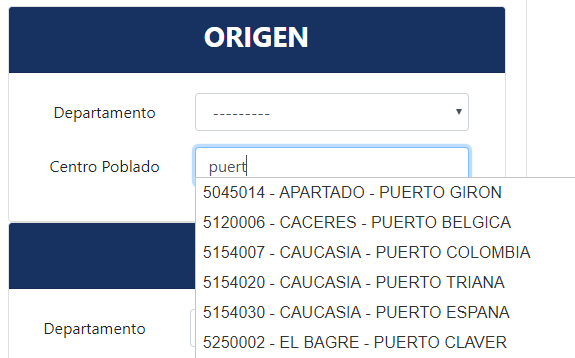 ORIGEN
Departamento
---------
Centro Poblado
puert
5045014 - APARTADO - PUERTO GIRON
5120006 - CACERES - PUERTO BELGICA
5154007 - CAUCASIA - PUERTO COLOMBIA
5154020 - CAUCASIA - PUERTO TRIANA
5154030 - CAUCASIA - PUERTO ESPANA
Departamento
5250002 - EL BAGRE - PUERTO CLAVER